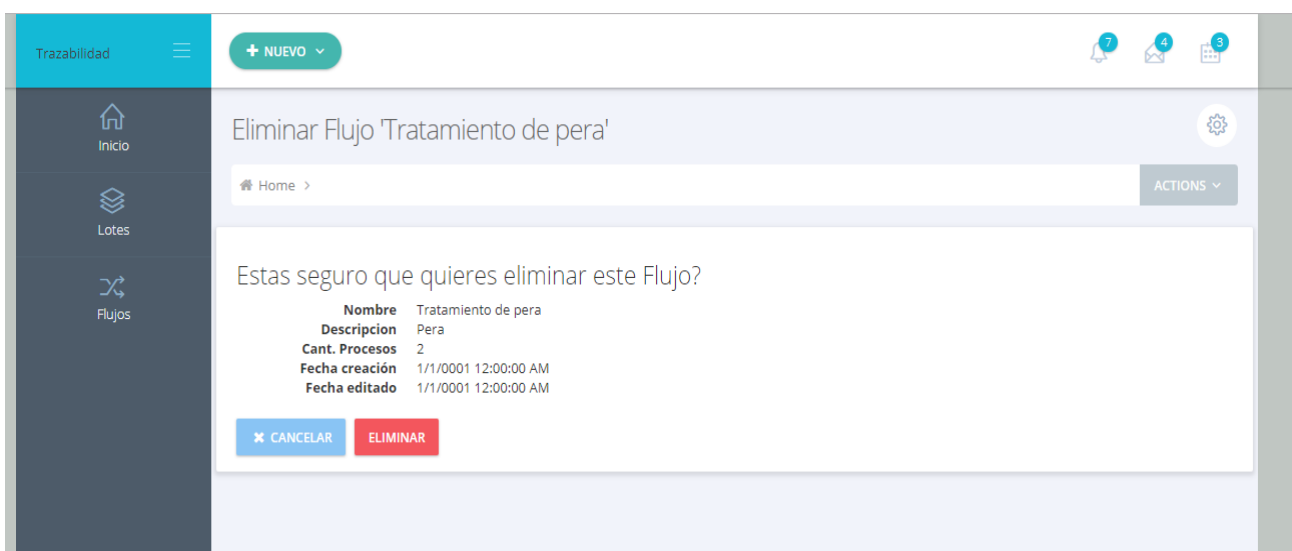 Trazabilidad
+ NUEVO
7
4
3
Inicio
Lotes
Flujos
Eliminar Flujo 'Tratamiento de pera'
Home >
ACTIONS
Estas seguro que quieres eliminar este Flujo?
Nombre Tratamiento de pera
Descripcion Pera
Cant. Procesos 2
Fecha creación 1/1/0001 12:00:00 AM
Fecha editado 1/1/0001 12:00:00 AM
CANCELAR
ELIMINAR